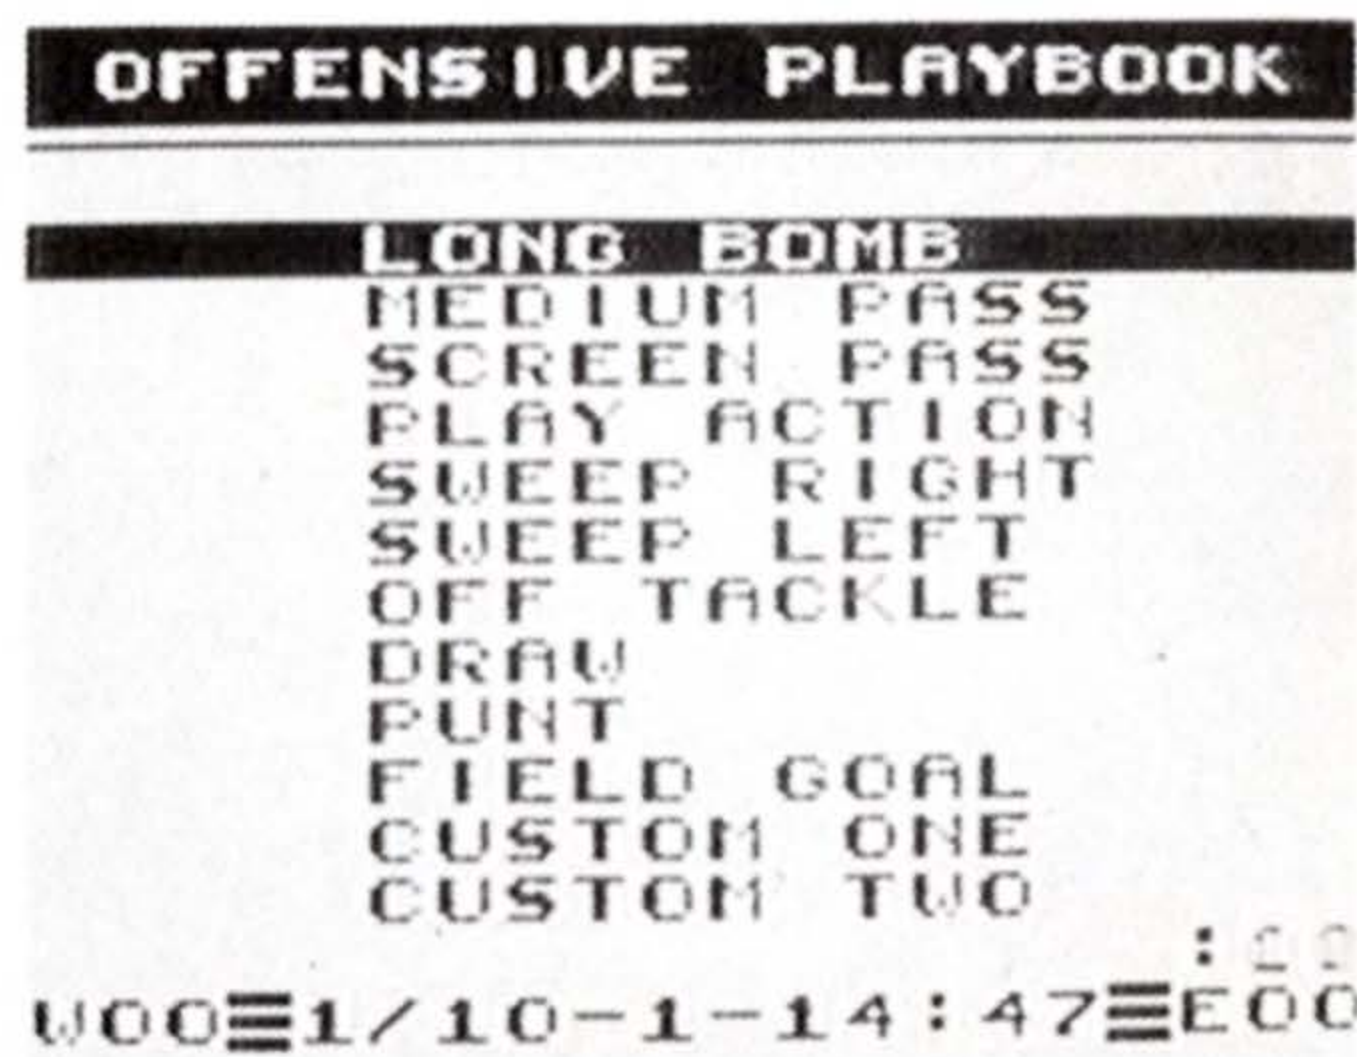 OFFENSIVE PLAYBOOK
LONG BOMB
MEDIUM PASS
SCREEN PASS
PLAY ACTION
SWEEP RIGHT
SWEEP LEFT
OFF TACKLE
DRAW
PUNT
FIELD GOAL
CUSTOM ONE
CUSTOM TWO
W00≡1/10-1-14:47≡E00